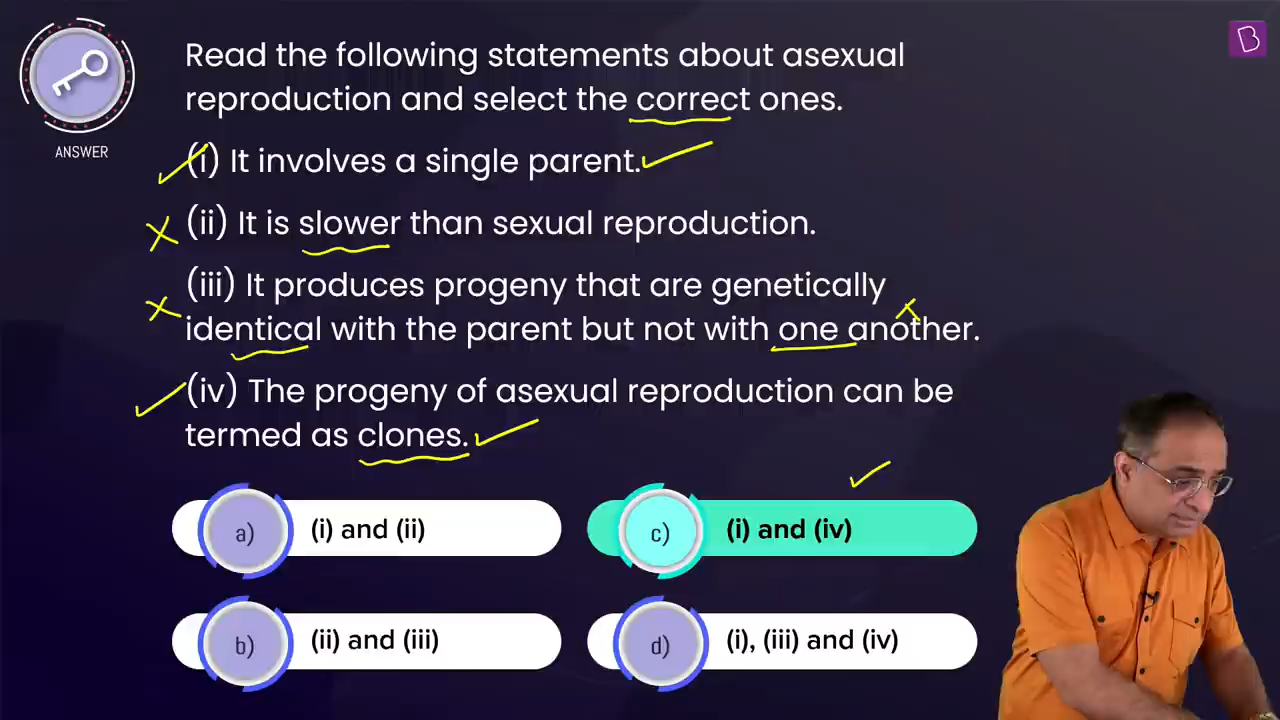 Read the following statements about asexual
reproduction and select the correct ones.
ANSWER
(i) It involves a single parent.
(ii) It is slower than sexual reproduction.
(iii) It produces progeny that are genetically
identical with the parent but not with one another.
(iv) The progeny of asexual reproduction can be
termed as clones.
a) (i) and (ii)
c) (i) and (iv)
b) (ii) and (iii)
d) (i), (iii) and (iv)
B